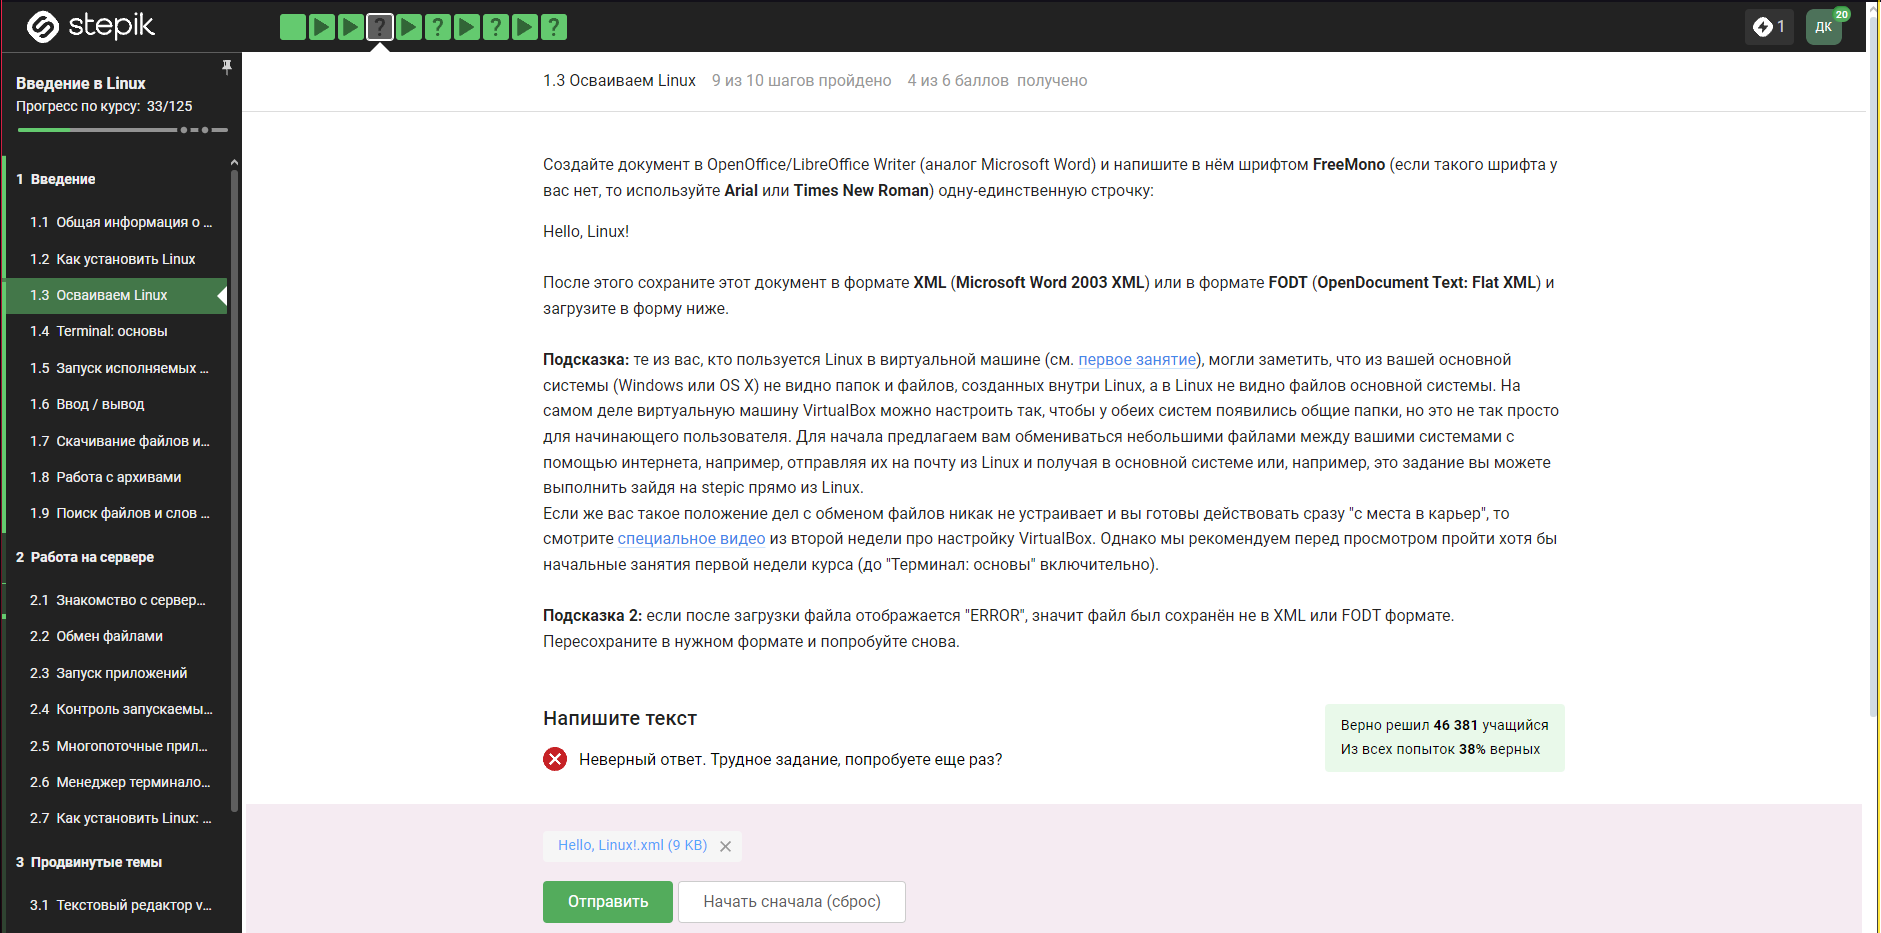 stepik
? ? ? ?
1
ДК
20
Введение в Linux
Прогресс по курсу: 33/125
1 Введение
1.1 Общая информация о ...
1.2 Как установить Linux
1.3 Осваиваем Linux
1.4 Terminal: основы
1.5 Запуск исполняемых ...
1.6 Ввод / вывод
1.7 Скачивание файлов и...
1.8 Работа с архивами
1.9 Поиск файлов и слов ...
2 Работа на сервере
2.1 Знакомство с сервер...
2.2 Обмен файлами
2.3 Запуск приложений
2.4 Контроль запускаемы...
2.5 Многопоточные прил...
2.6 Менеджер терминало...
2.7 Как установить Linux: ...
3 Продвинутые темы
3.1 Текстовый редактор v...
1.3 Осваиваем Linux 9 из 10 шагов пройдено 4 из 6 баллов получено
Создайте документ в OpenOffice/LibreOffice Writer (аналог Microsoft Word) и напишите в нём шрифтом FreeMono (если такого шрифта у
вас нет, то используйте Arial или Times New Roman) одну-единственную строчку:
Hello, Linux!
После этого сохраните этот документ в формате XML (Microsoft Word 2003 XML) или в формате FODT (OpenDocument Text: Flat XML) и
загрузите в форму ниже.
Подсказка: те из вас, кто пользуется Linux в виртуальной машине (см. первое занятие), могли заметить, что из вашей основной
системы (Windows или OS X) не видно папок и файлов, созданных внутри Linux, а в Linux не видно файлов основной системы. На
самом деле виртуальную машину VirtualBox можно настроить так, чтобы у обеих систем появились общие папки, но это не так просто
для начинающего пользователя. Для начала предлагаем вам обмениваться небольшими файлами между вашими системами с
помощью интернета, например, отправляя их на почту из Linux и получая в основной системе или, например, это задание вы можете
выполнить зайдя на stepic прямо из Linux.
Если же вас такое положение дел с обменом файлов никак не устраивает и вы готовы действовать сразу "с места в карьер", то
смотрите специальное видео из второй недели про настройку VirtualBox. Однако мы рекомендуем перед просмотром пройти хотя бы
начальные занятия первой недели курса (до "Терминал: основы" включительно).
Подсказка 2: если после загрузки файла отображается "ERROR", значит файл был сохранён не в XML или FODT формате.
Пересохраните в нужном формате и попробуйте снова.
Напишите текст
Неверный ответ. Трудное задание, попробуете еще раз?
Верно решил 46 381 учащийся
Из всех попыток 38% верных
Hello, Linux!.xml (9 KB)
Отправить
Начать сначала (сброс)